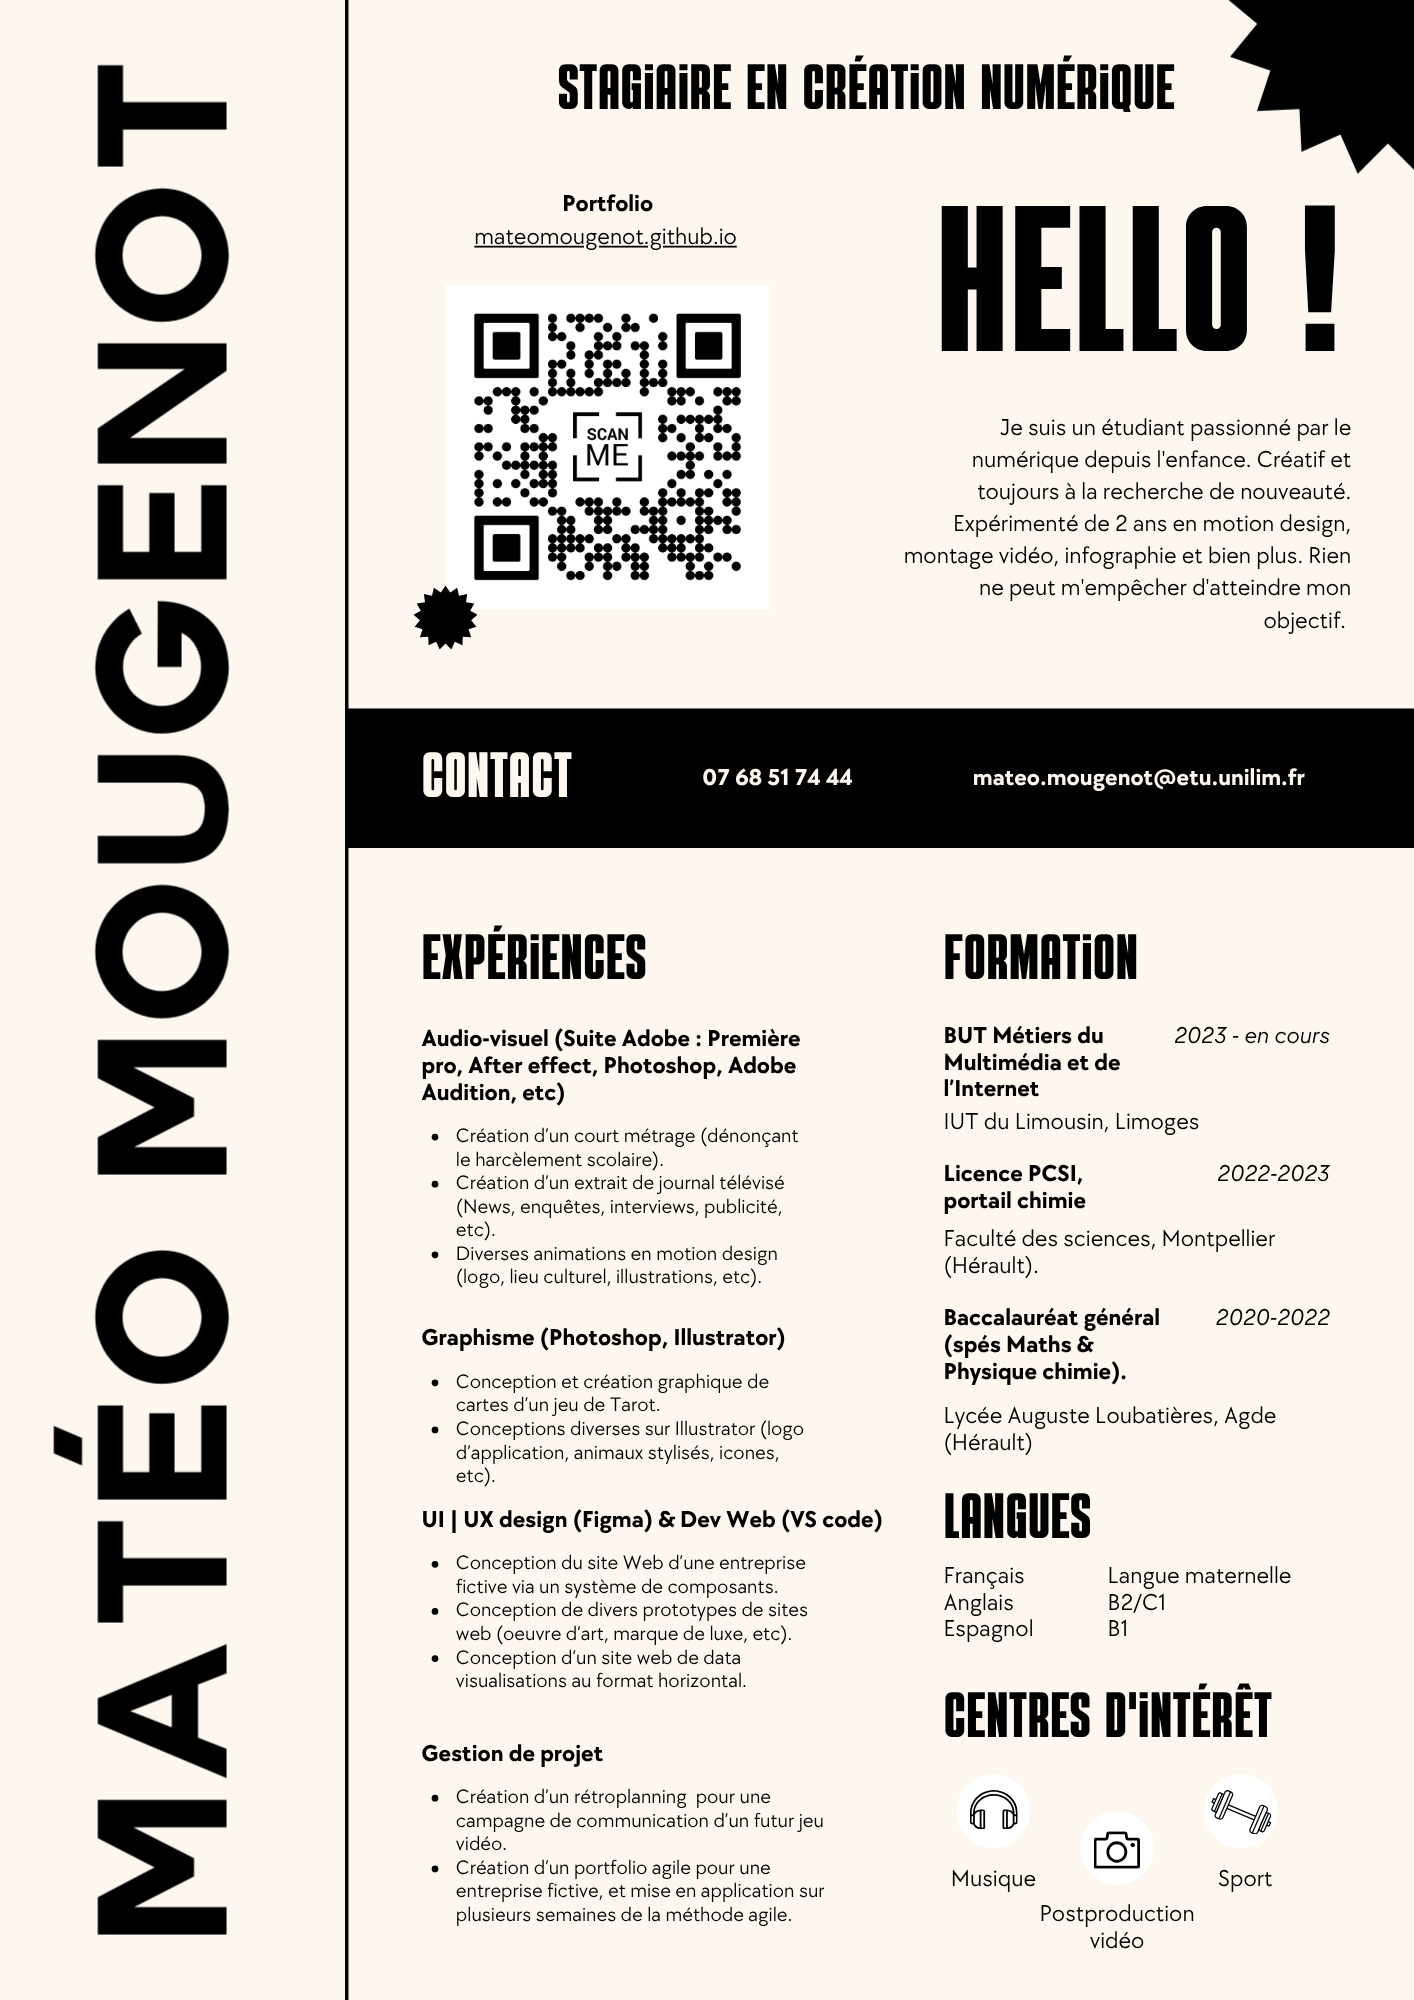 MATÉO MOUGENOT
STAGiAiRE EN CRÉATiON NUMÉRiQUE
Portfolio
mateomougenot.github.io
SCAN
ME
HELLO !
Je suis un étudiant passionné par le
numérique depuis l'enfance. Créatif et
toujours à la recherche de nouveauté.
Expérimenté de 2 ans en motion design,
montage vidéo, infographie et bien plus. Rien
ne peut m'empêcher d'atteindre mon
objectif.
CONTACT
07 68 51 74 44
mateo.mougenot@etu.unilim.fr
EXPÉRiENCES
Audio-visuel (Suite Adobe : Première
pro, After effect, Photoshop, Adobe
Audition, etc)
• Création d’un court métrage (dénonçant
le harcèlement scolaire).
• Création d’un extrait de journal télévisé
(News, enquêtes, interviews, publicité,
etc).
• Diverses animations en motion design
(logo, lieu culturel, illustrations, etc).
Graphisme (Photoshop, Illustrator)
• Conception et création graphique de
cartes d’un jeu de Tarot.
• Conceptions diverses sur Illustrator (logo
d’application, animaux stylisés, icones,
etc).
UI | UX design (Figma) & Dev Web (VS code)
• Conception du site Web d’une entreprise
fictive via un système de composants.
• Conception de divers prototypes de sites
web (oeuvre d’art, marque de luxe, etc).
• Conception d’un site web de data
visualisations au format horizontal.
Gestion de projet
• Création d’un rétroplanning pour une
campagne de communication d’un futur jeu
vidéo.
• Création d’un portfolio agile pour une
entreprise fictive, et mise en application sur
plusieurs semaines de la méthode agile.
FORMATiON
BUT Métiers du 2023 - en cours
Multimédia et de
l’Internet
IUT du Limousin, Limoges
Licence PCSI, 2022-2023
portail chimie
Faculté des sciences, Montpellier
(Hérault).
Baccalauréat général 2020-2022
(spés Maths &
Physique chimie).
Lycée Auguste Loubatières, Agde
(Hérault)
LANGUES
Français Langue maternelle
Anglais B2/C1
Espagnol B1
CENTRES D'iNTÉRÊT
Musique
Postproduction
vidéo
Sport